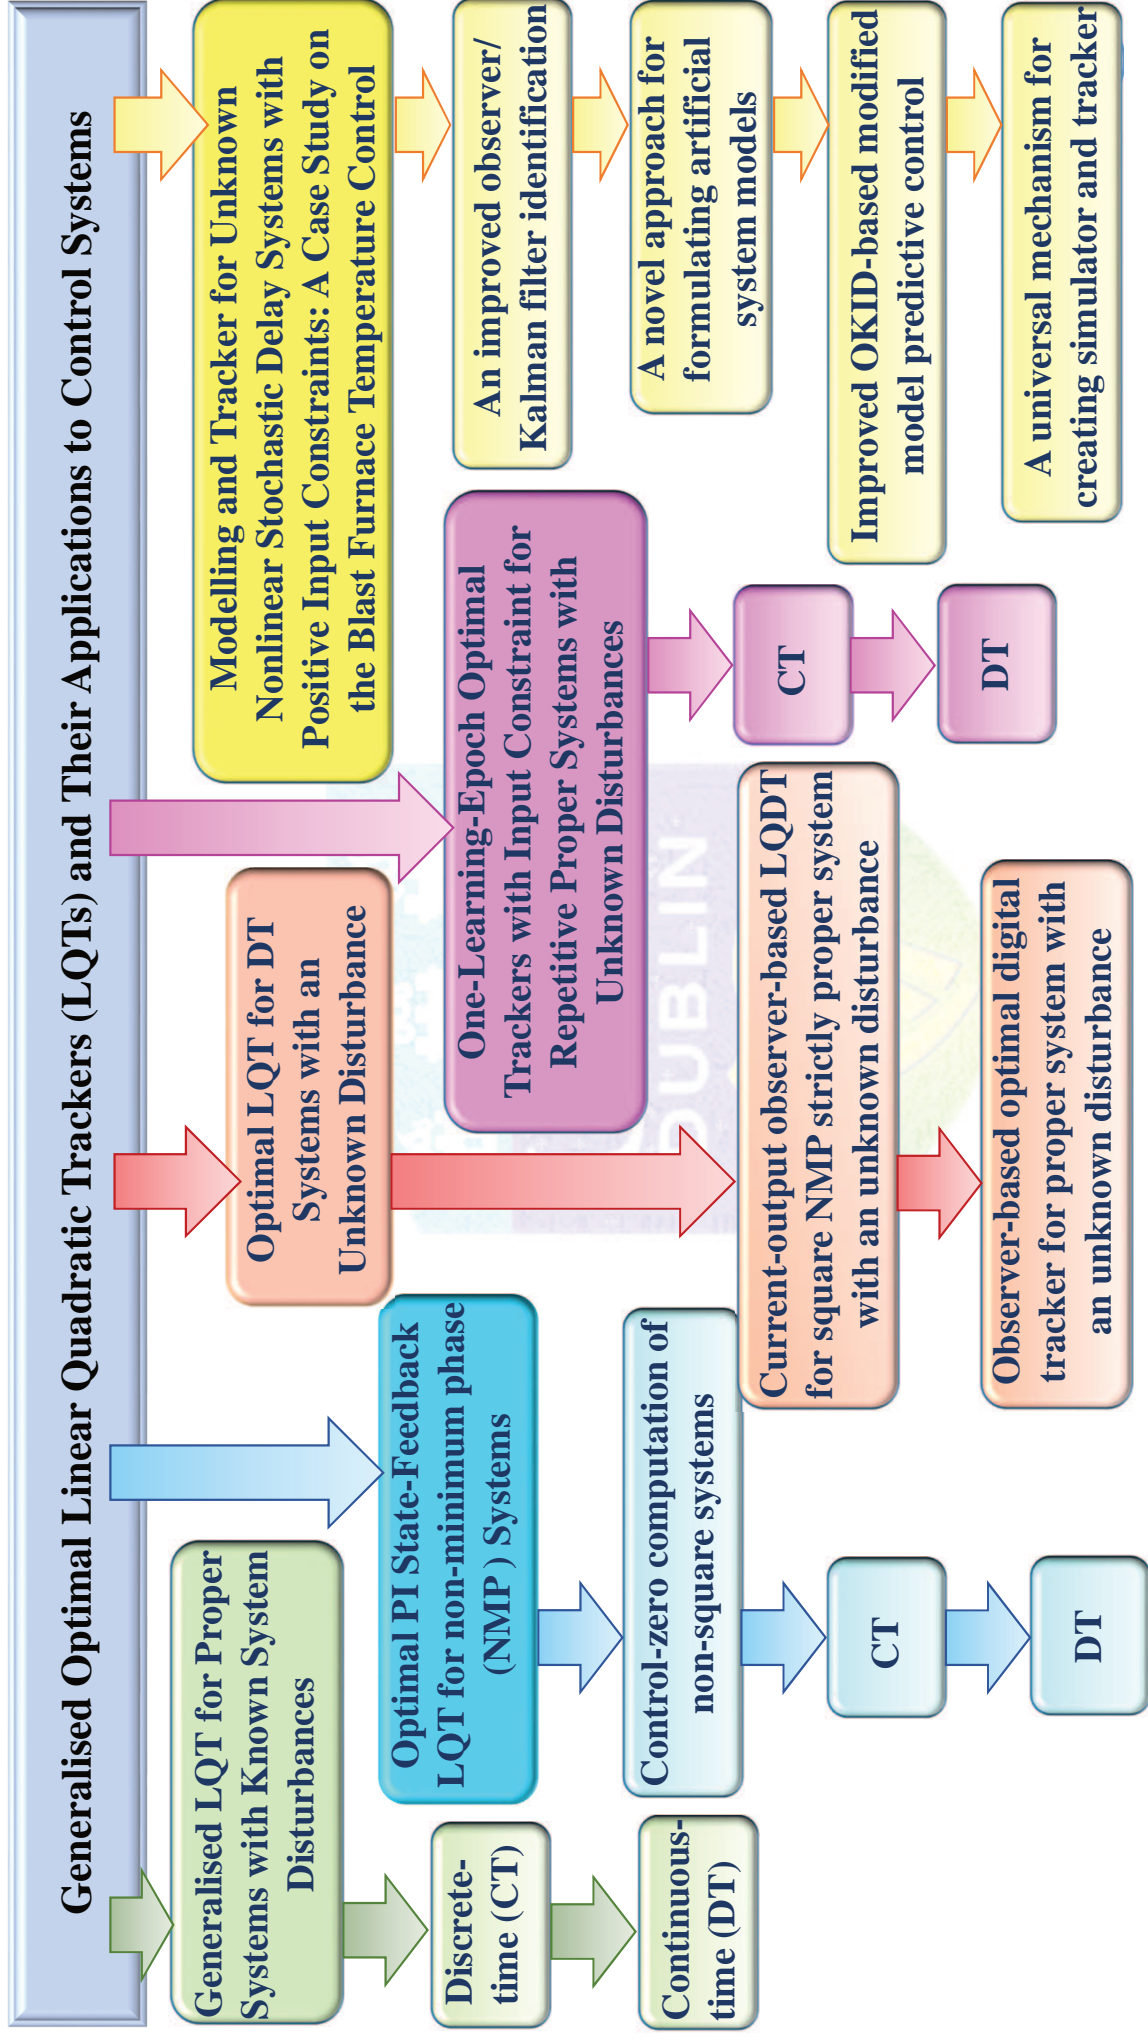 Generalised Optimal Linear Quadratic Trackers (LQTs) and Their Applications to Control Systems
Generalised LQT for Proper
Systems with Known System
Disturbances
Discrete-
time (CT)
Continuous-
time (DT)
Optimal PI State-Feedback
LQT for non-minimum phase
(NMP ) Systems
Control-zero computation of
non-square systems
CT
DT
Optimal LQT for DT
Systems with an
Unknown Disturbance
Current-output observer-based LQDT
for square NMP strictly proper system
with an unknown disturbance
Observer-based optimal digital
tracker for proper system with
an unknown disturbance
One-Learning-Epoch Optimal
Trackers with Input Constraint for
Repetitive Proper Systems with
Unknown Disturbances
CT
DT
Modelling and Tracker for Unknown
Nonlinear Stochastic Delay Systems with
Positive Input Constraints: A Case Study on
the Blast Furnace Temperature Control
An improved observer/
Kalman filter identification
A novel approach for
formulating artificial
system models
Improved OKID-based modified
model predictive control
A universal mechanism for
creating simulator and tracker
DUBLIN